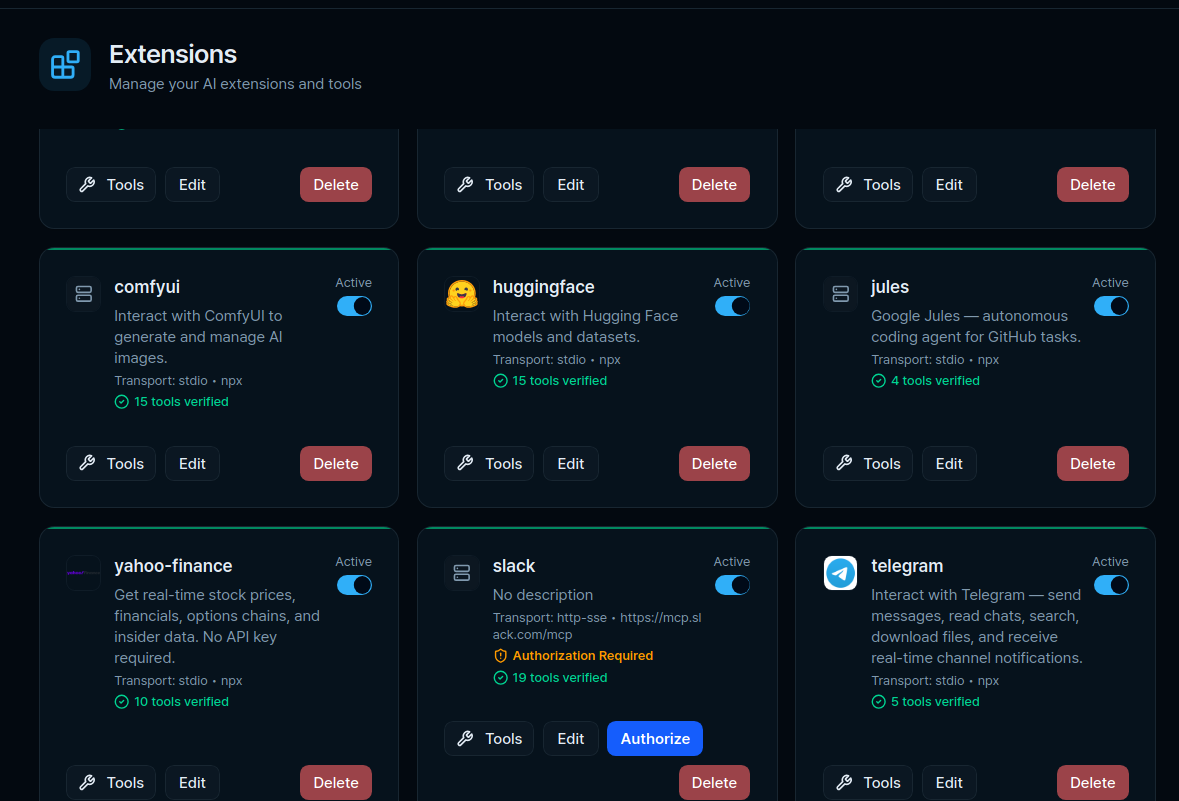 Extensions
Manage your AI extensions and tools
Tools Edit Delete
Tools Edit Delete
Tools Edit Delete
comfyui
Active
Interact with ComfyUI to
generate and manage AI
images.
Transport: stdio • npx
15 tools verified
Tools Edit Delete
huggingface
Active
Interact with Hugging Face
models and datasets.
Transport: stdio • npx
15 tools verified
Tools Edit Delete
jules
Active
Google Jules — autonomous
coding agent for GitHub tasks.
Transport: stdio • npx
4 tools verified
Tools Edit Delete
yahoo-finance
Active
Get real-time stock prices,
financials, options chains, and
insider data. No API key
required.
Transport: stdio • npx
10 tools verified
Tools Edit Delete
slack
Active
No description
Transport: http-sse • https://mcp.sl
ack.com/mcp
Authorization Required
19 tools verified
Tools Edit Authorize
Delete
telegram
Active
Interact with Telegram — send
messages, read chats, search,
download files, and receive
real-time channel notifications.
Transport: stdio • npx
5 tools verified
Tools Edit Delete